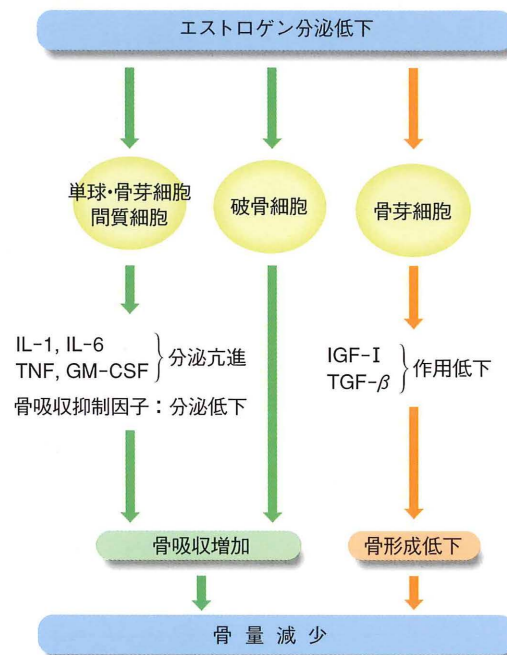 エストロゲン分泌低下
単球・骨芽細胞
間質細胞
破骨細胞
骨芽細胞
IL-1, IL-6
TNF, GM-CSF
分泌亢進
骨吸収抑制因子：分泌低下
IGF-I
TGF-β
作用低下
骨吸収増加
骨形成低下
骨量減少